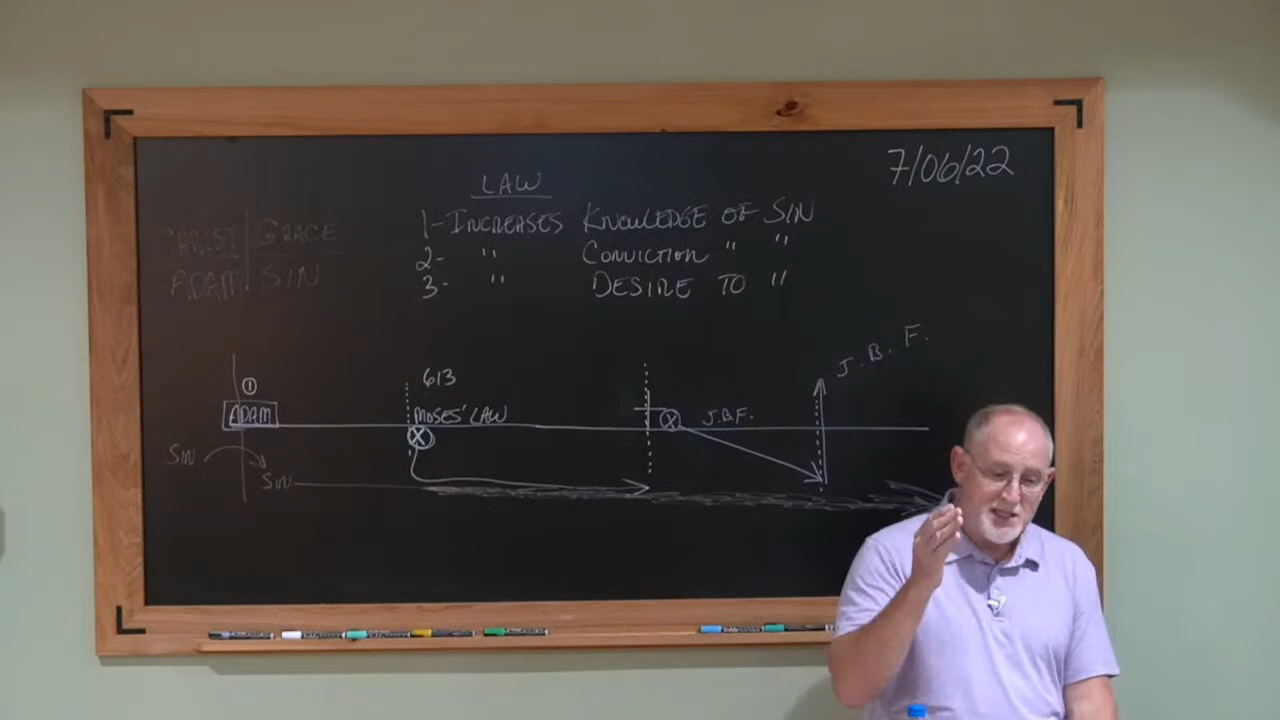 7/06/22
LAW
1- INCREASES KNOWLEDGE OF SIN
2- " CONVICTION " "
3- " DESIRE TO "
CHRIST GRACE
ADAM SIN
J. B. F.
1
613
ADAM
MOSES' LAW
X
X
J.B.F.
SIN
SIN